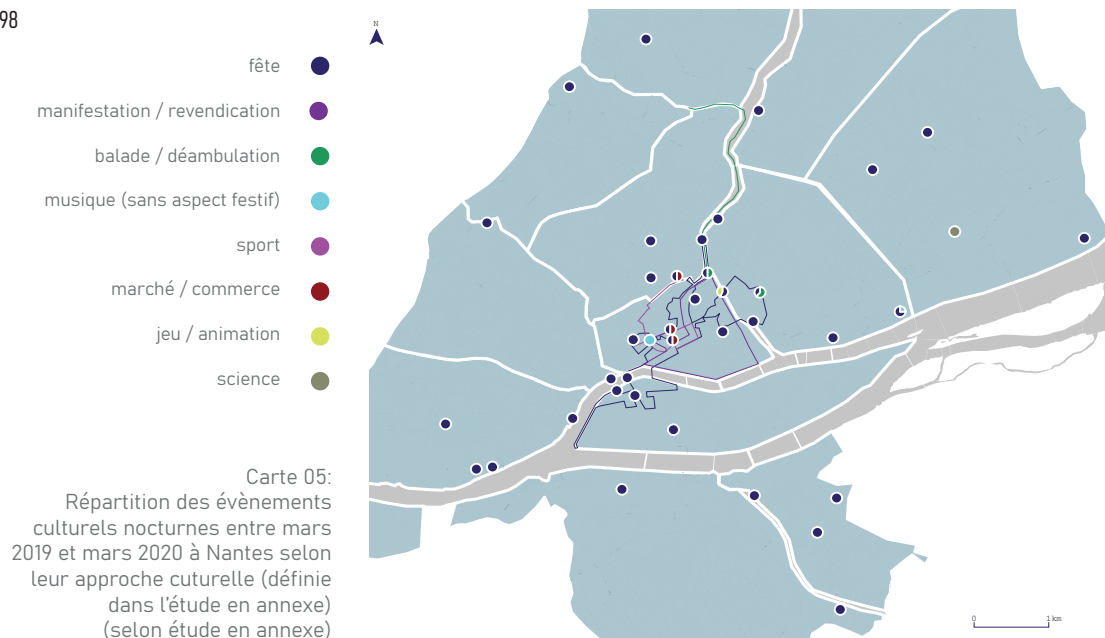 98
N
fête
manifestation / revendication
balade / déambulation
musique (sans aspect festif)
sport
marché / commerce
jeu / animation
science
Carte 05:
Répartition des évènements
culturels nocturnes entre mars
2019 et mars 2020 à Nantes selon
leur approche cuturelle (définie
dans l'étude en annexe)
(selon étude en annexe)
0 1 km